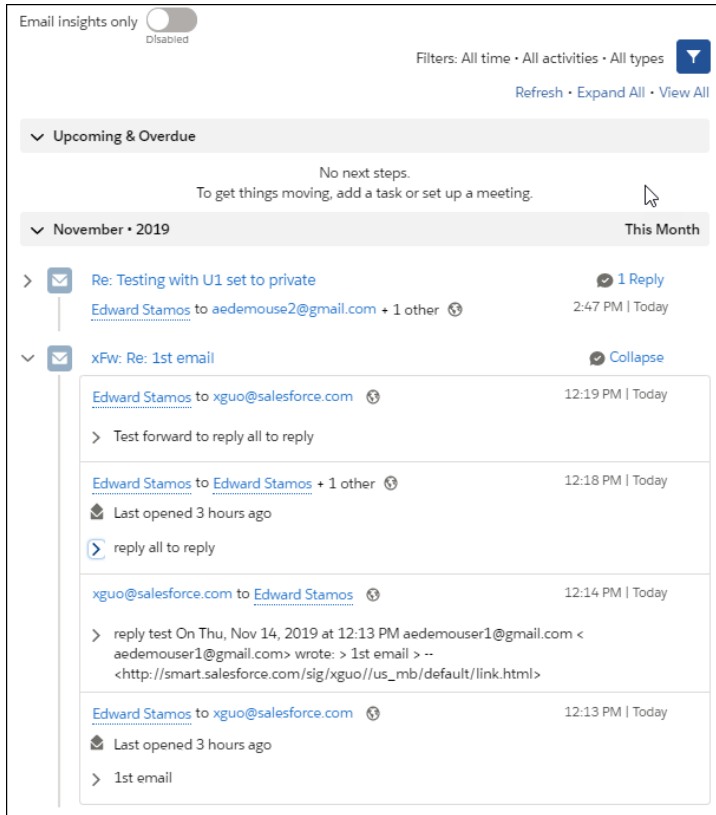 Email insights only
Disabled
Filters: All time • All activities • All types
Refresh • Expand All • View All
Upcoming & Overdue
No next steps.
To get things moving, add a task or set up a meeting.
November • 2019 This Month
Re: Testing with U1 set to private 1 Reply
Edward Stamos to aedemouse2@gmail.com + 1 other 2:47 PM | Today
xFw: Re: 1st email Collapse
Edward Stamos to xguo@salesforce.com 12:19 PM | Today
Test forward to reply all to reply
Edward Stamos to Edward Stamos + 1 other 12:18 PM | Today
Last opened 3 hours ago
reply all to reply
xguo@salesforce.com to Edward Stamos 12:14 PM | Today
reply test On Thu, Nov 14, 2019 at 12:13 PM aedemouser1@gmail.com <
aedemouser1@gmail.com> wrote: > 1st email > --
<http://smart.salesforce.com/sig/xguo//us_mb/default/link.html>
Edward Stamos to xguo@salesforce.com 12:13 PM | Today
Last opened 3 hours ago
1st email